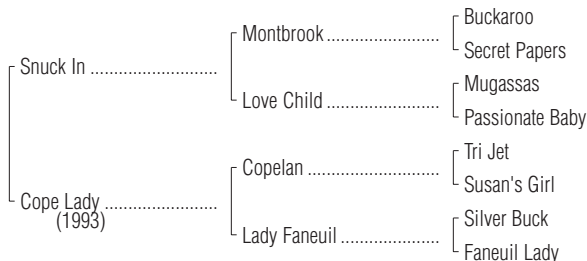 Buckaroo
Montbrook
Secret Papers
Snuck In
Mugassas
Love Child
Passionate Baby
Tri Jet
Copelan
Susan's Girl
Cope Lady
(1993)
Silver Buck
Lady Faneuil
Faneuil Lady